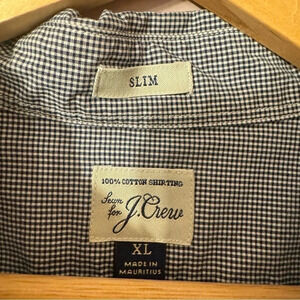 SLIM
100% COTTON SHIRTING
Sewn
for J.Crew
XL
MADE IN
MAURITIUS